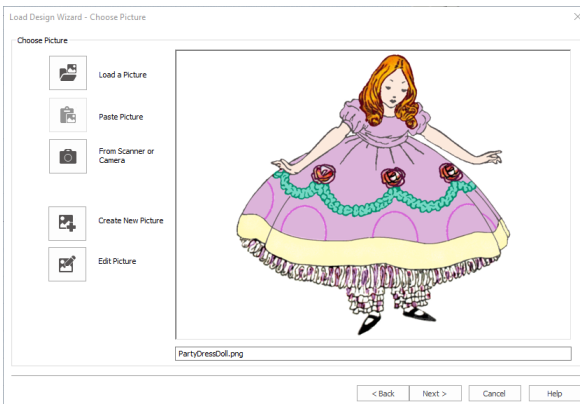 Load Design Wizard - Choose Picture
Choose Picture
Load a Picture
Paste Picture
From Scanner or
Camera
Create New Picture
Edit Picture
PartyDressDoll.png
< Back
Next >
Cancel
Help